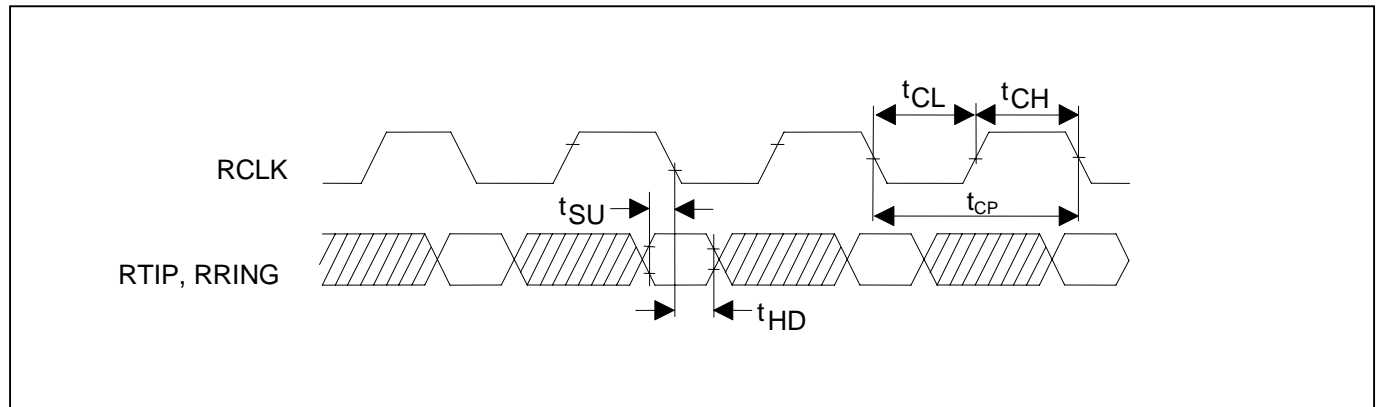 tCL tCH
RCLK
tSU tCP
RTIP, RRING
tHD